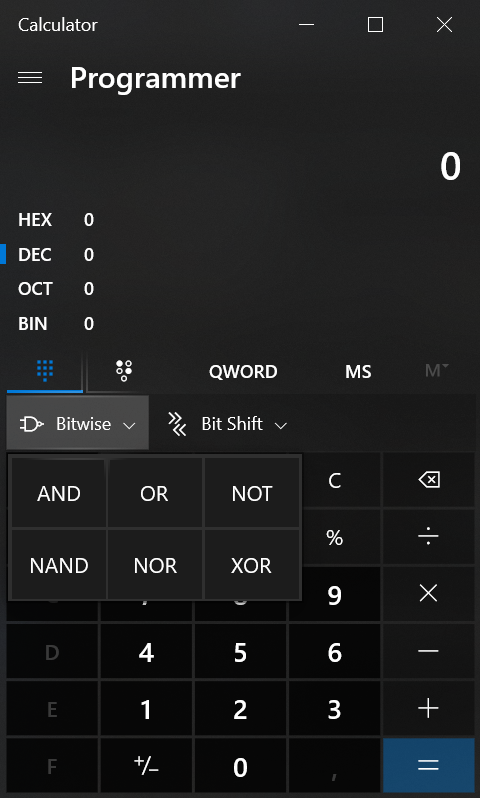 Calculator
Programmer
0
HEX 0
DEC 0
OCT 0
BIN 0
QWORD MS M
Bitwise Bit Shift
AND OR NOT C
NAND NOR XOR % ÷
9 ×
D 4 5 6 −
E 1 2 3 +
F +/− 0 , =